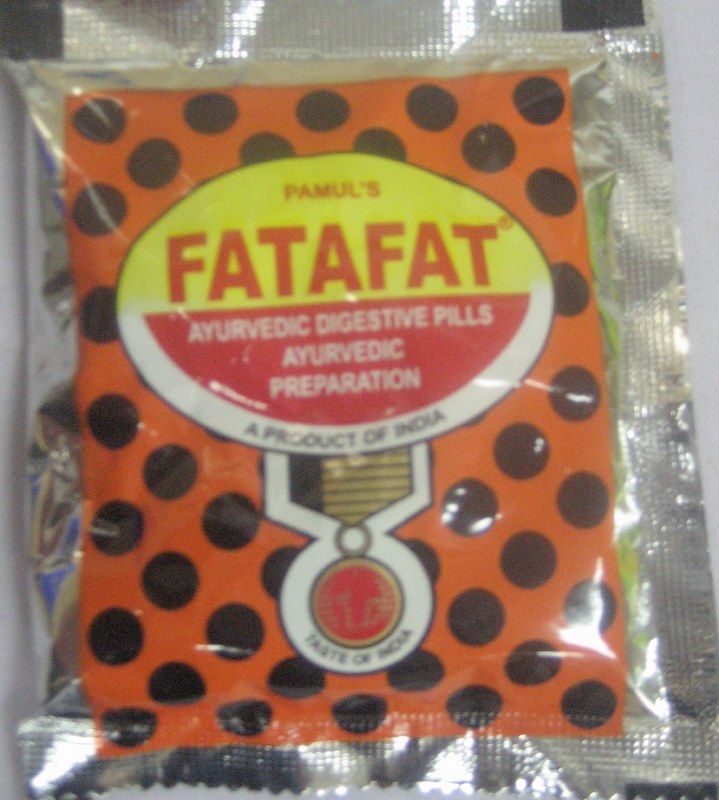 PAMUL'S
FATAFAT®
AYURVEDIC DIGESTIVE PILLS
AYURVEDIC
PREPARATION
A PRODUCT OF INDIA
TASTE OF INDIA